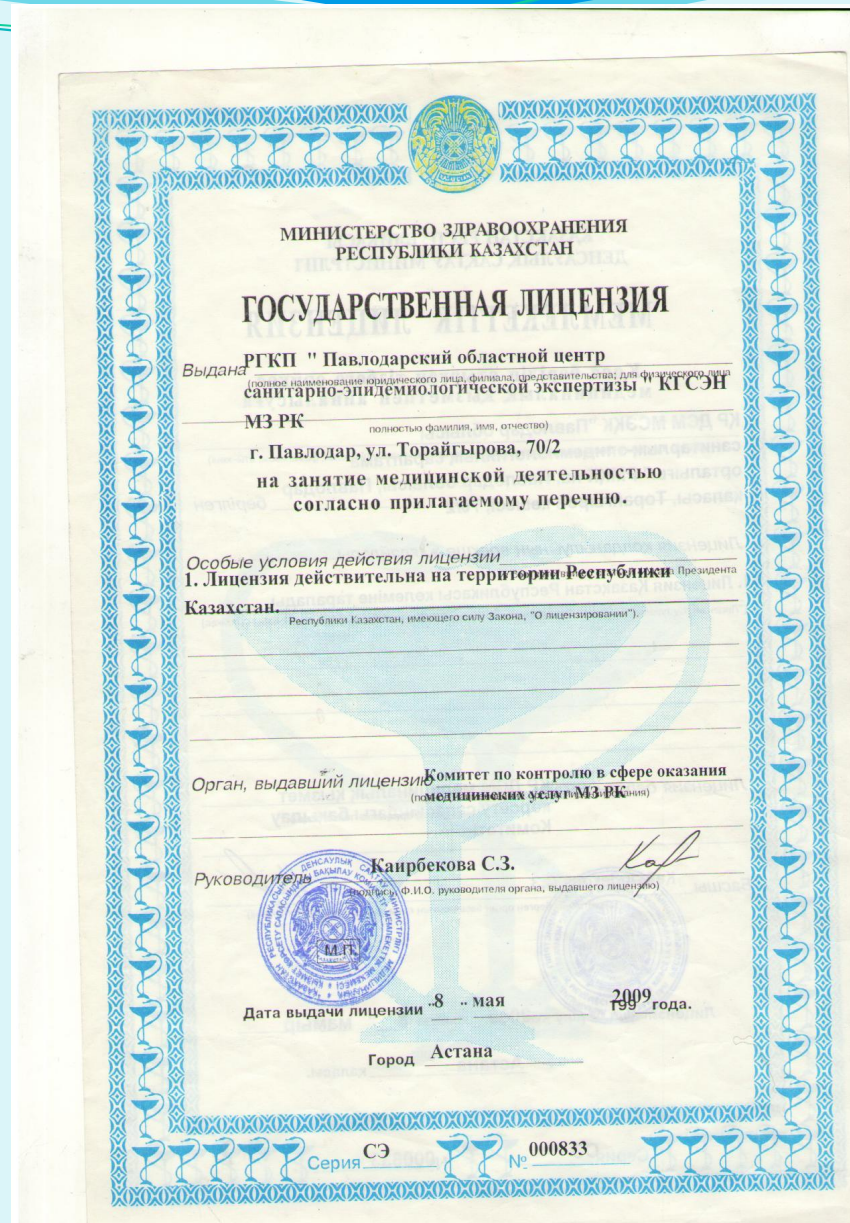 МИНИСТЕРСТВО ЗДРАВООХРАНЕНИЯ
РЕСПУБЛИКИ КАЗАХСТАН
ГОСУДАРСТВЕННАЯ ЛИЦЕНЗИЯ
Выдана РГКП " Павлодарский областной центр
(полное наименование юридического лица, филиала, представительства; для физического лица
санитарно-эпидемиологической экспертизы " КГСЭН
МЗ РК
полностью фамилия, имя, отчество)
г. Павлодар, ул. Торайгырова, 70/2
на занятие медицинской деятельностью
согласно прилагаемому перечню.
Особые условия действия лицензии
1. Лицензия действительна на территории Республики
Президента
Казахстан.
Республики Казахстан, имеющего силу Закона, "О лицензировании").
Орган, выдавший лицензию Комитет по контролю в сфере оказания
медицинских услуг МЗ РК
Руководитель Каирбекова С.З.
(подпись, Ф.И.О. руководителя органа, выдавшего лицензию)
М.П.
Дата выдачи лицензии "8 " мая 2009 года.
199
Город Астана
Серия СЭ № 000833